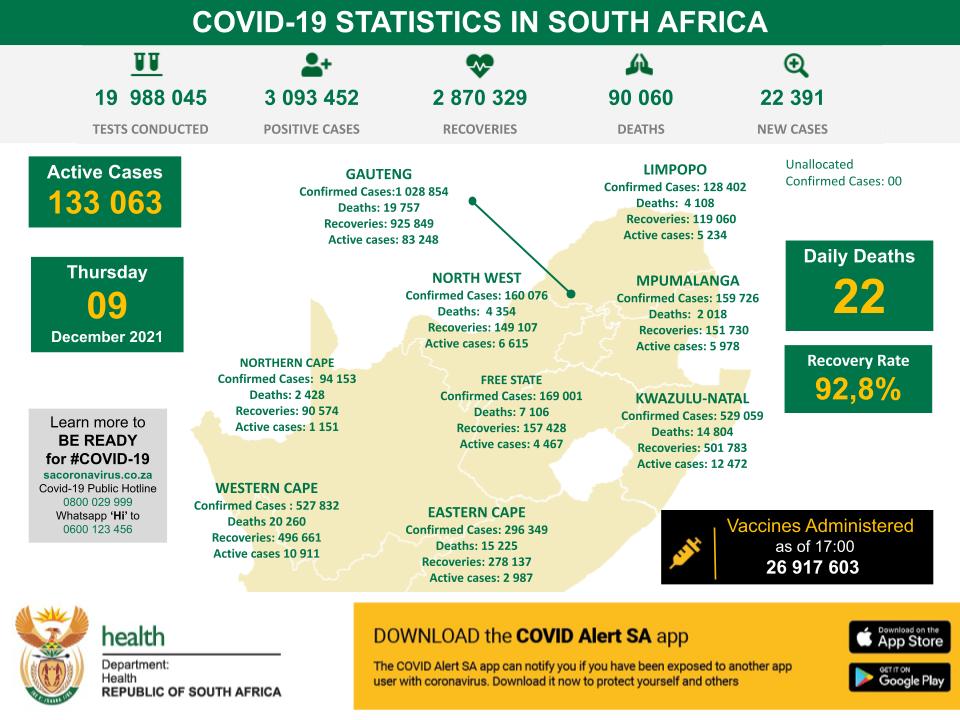 COVID-19 STATISTICS IN SOUTH AFRICA
19 988 045
TESTS CONDUCTED
3 093 452
POSITIVE CASES
2 870 329
RECOVERIES
90 060
DEATHS
22 391
NEW CASES
Active Cases
133 063
Thursday
09
December 2021
Learn more to
BE READY
for #COVID-19
sacoronavirus.co.za
Covid-19 Public Hotline
0800 029 999
Whatsapp ‘Hi’ to
0600 123 456
GAUTENG
Confirmed Cases:1 028 854
Deaths: 19 757
Recoveries: 925 849
Active cases: 83 248
LIMPOPO
Confirmed Cases: 128 402
Deaths: 4 108
Recoveries: 119 060
Active cases: 5 234
Unallocated
Confirmed Cases: 00
NORTH WEST
Confirmed Cases: 160 076
Deaths: 4 354
Recoveries: 149 107
Active cases: 6 615
MPUMALANGA
Confirmed Cases: 159 726
Deaths: 2 018
Recoveries: 151 730
Active cases: 5 978
Daily Deaths
22
Recovery Rate
92,8%
NORTHERN CAPE
Confirmed Cases: 94 153
Deaths: 2 428
Recoveries: 90 574
Active cases: 1 151
FREE STATE
Confirmed Cases: 169 001
Deaths: 7 106
Recoveries: 157 428
Active cases: 4 467
KWAZULU-NATAL
Confirmed Cases: 529 059
Deaths: 14 804
Recoveries: 501 783
Active cases: 12 472
WESTERN CAPE
Confirmed Cases : 527 832
Deaths 20 260
Recoveries: 496 661
Active cases 10 911
EASTERN CAPE
Confirmed Cases: 296 349
Deaths: 15 225
Recoveries: 278 137
Active cases: 2 987
Vaccines Administered
as of 17:00
26 917 603
health
Department:
Health
REPUBLIC OF SOUTH AFRICA
DOWNLOAD the COVID Alert SA app
The COVID Alert SA app can notify you if you have been exposed to another app
user with coronavirus. Download it now to protect yourself and others
Download on the
App Store
GET IT ON
Google Play